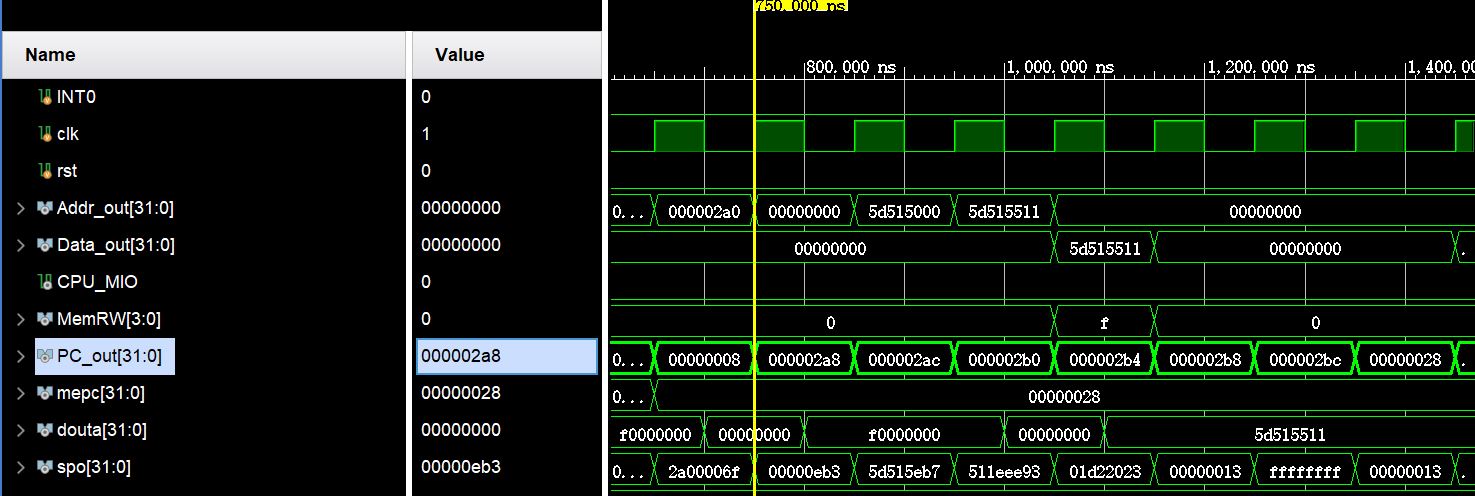 750.000 ns
Name Value
800.000 ns 1,000.000 ns 1,200.000 ns 1,400.00
INT0 0
clk 1
rst 0
Addr_out[31:0] 00000000 0... 000002a0 00000000 5d515000 5d515511 00000000
Data_out[31:0] 00000000 00000000 5d515511 00000000 .
CPU_MIO 0
MemRW[3:0] 0 0 f 0
PC_out[31:0] 000002a8 0... 00000008 000002a8 000002ac 000002b0 000002b4 000002b8 000002bc 00000028 .
mepc[31:0] 00000028 0... 00000028
douta[31:0] 00000000 f0000000 00000000 f0000000 00000000 5d515511
spo[31:0] 00000eb3 0... 2a00006f 00000eb3 5d515eb7 511eee93 01d22023 00000013 ffffffff 00000013 .